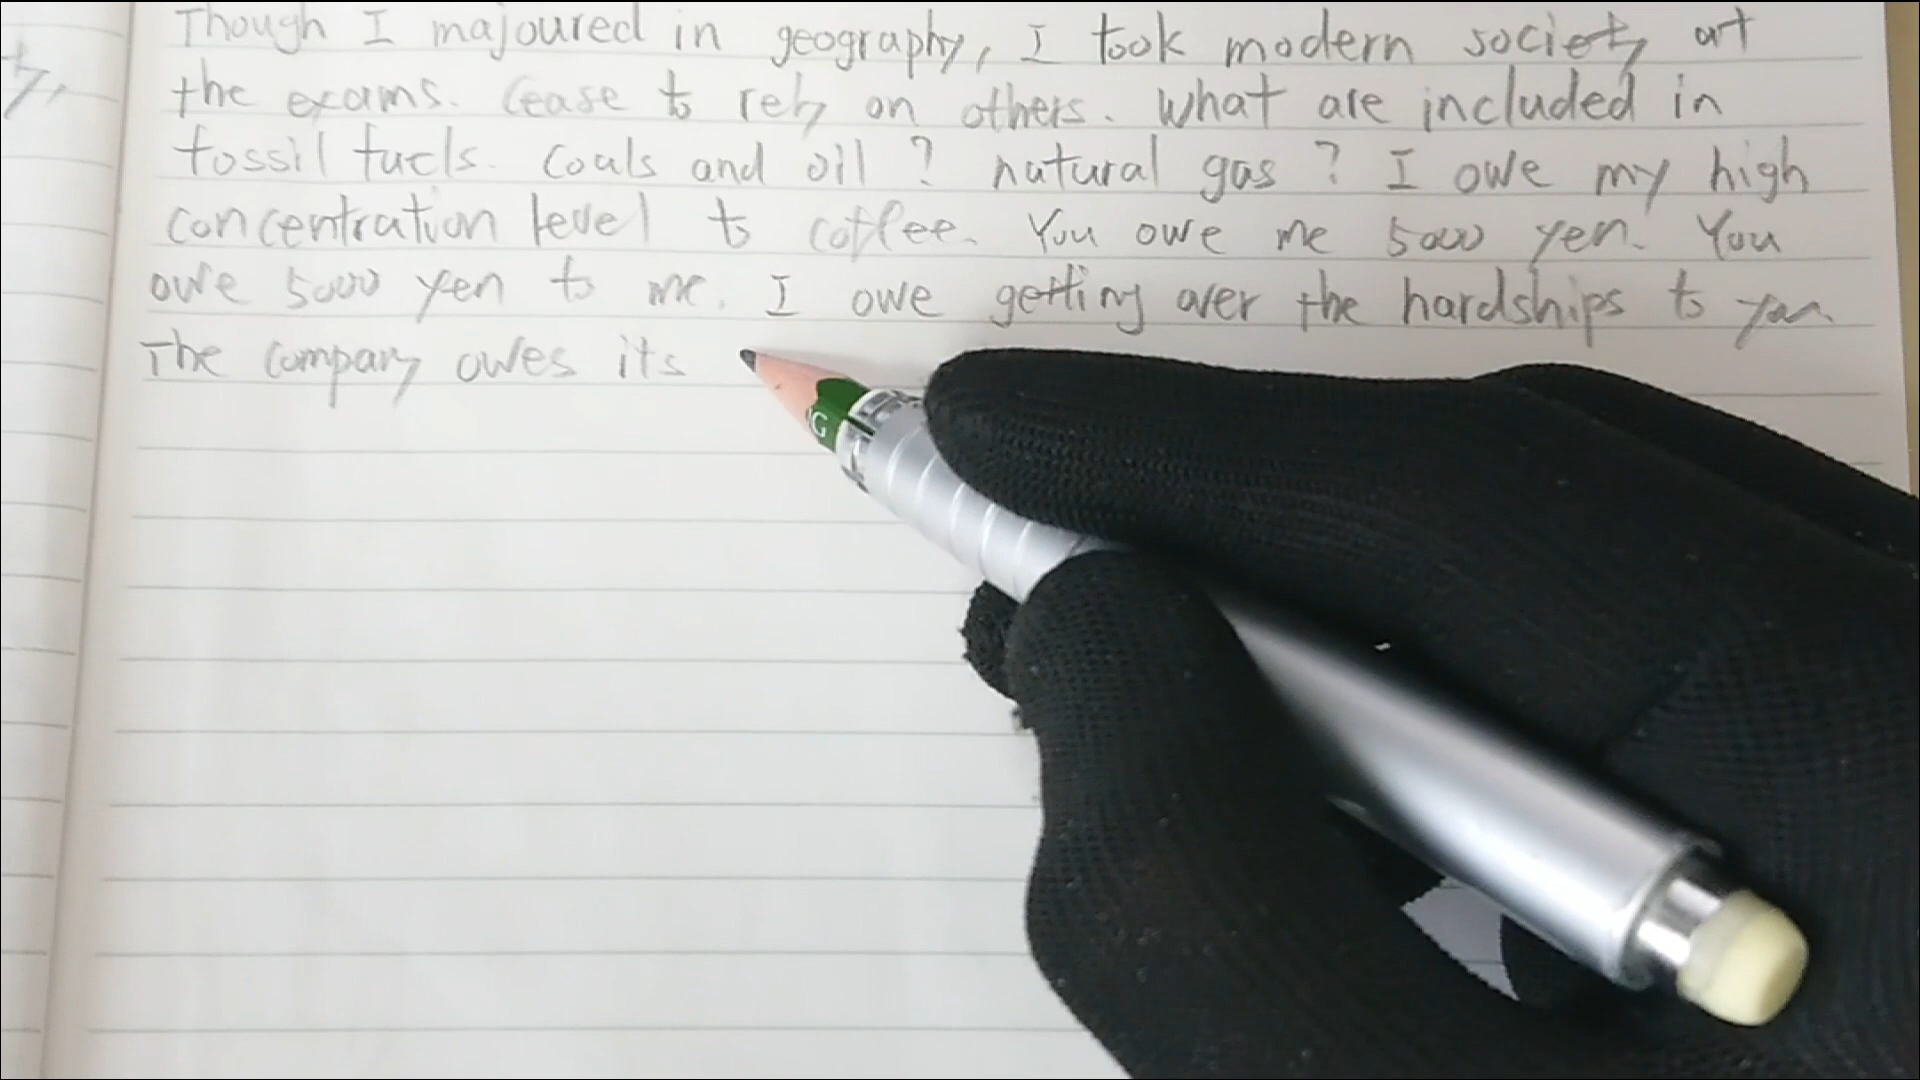 Though I majoured in geography, I took modern society at
the exams. Cease to rely on others. What are included in
fossil fuels. Coals and oil ? natural gas ? I owe my high
concentration level to coffee. You owe me 5000 yen. You
owe 5000 yen to me. I owe getting over the hardships to you.
The company owes its
G